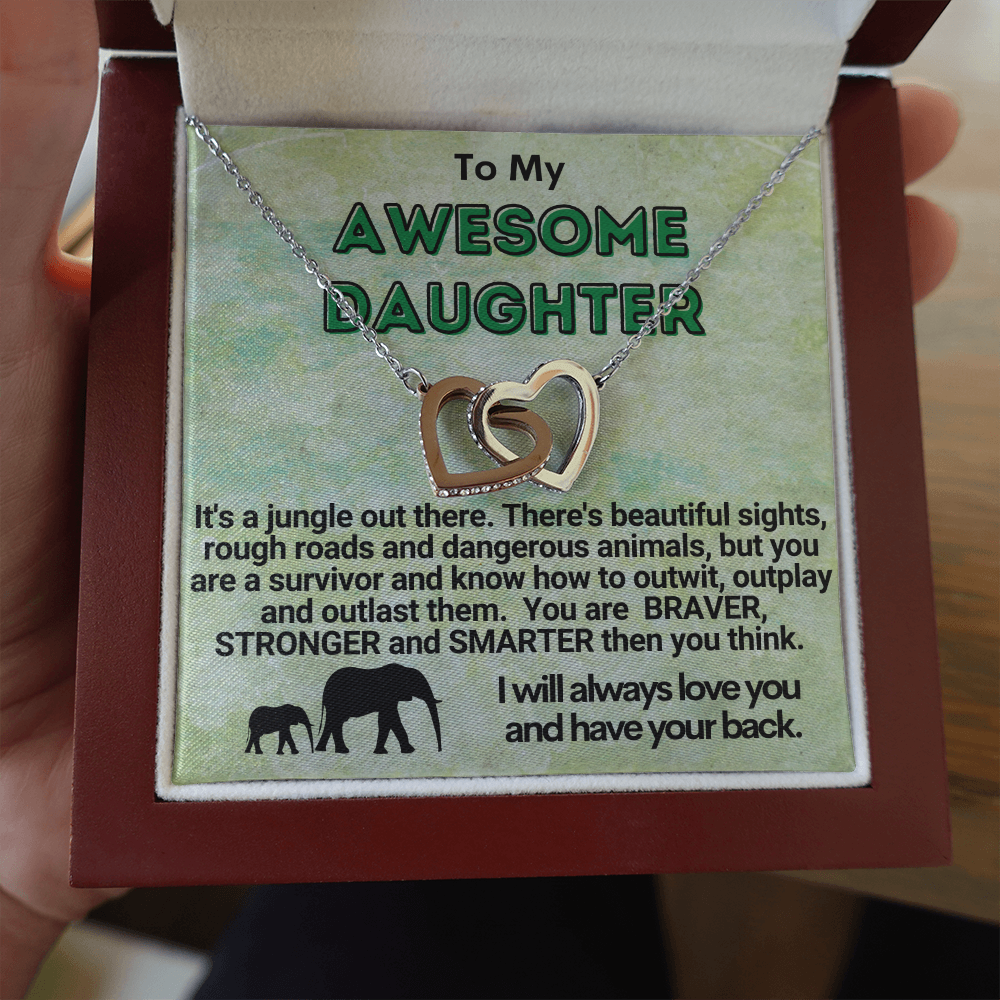 To My
AWESOME
DAUGHTER
It's a jungle out there. There's beautiful sights,
rough roads and dangerous animals, but you
are a survivor and know how to outwit, outplay
and outlast them. You are BRAVER,
STRONGER and SMARTER then you think.
I will always love you
and have your back.